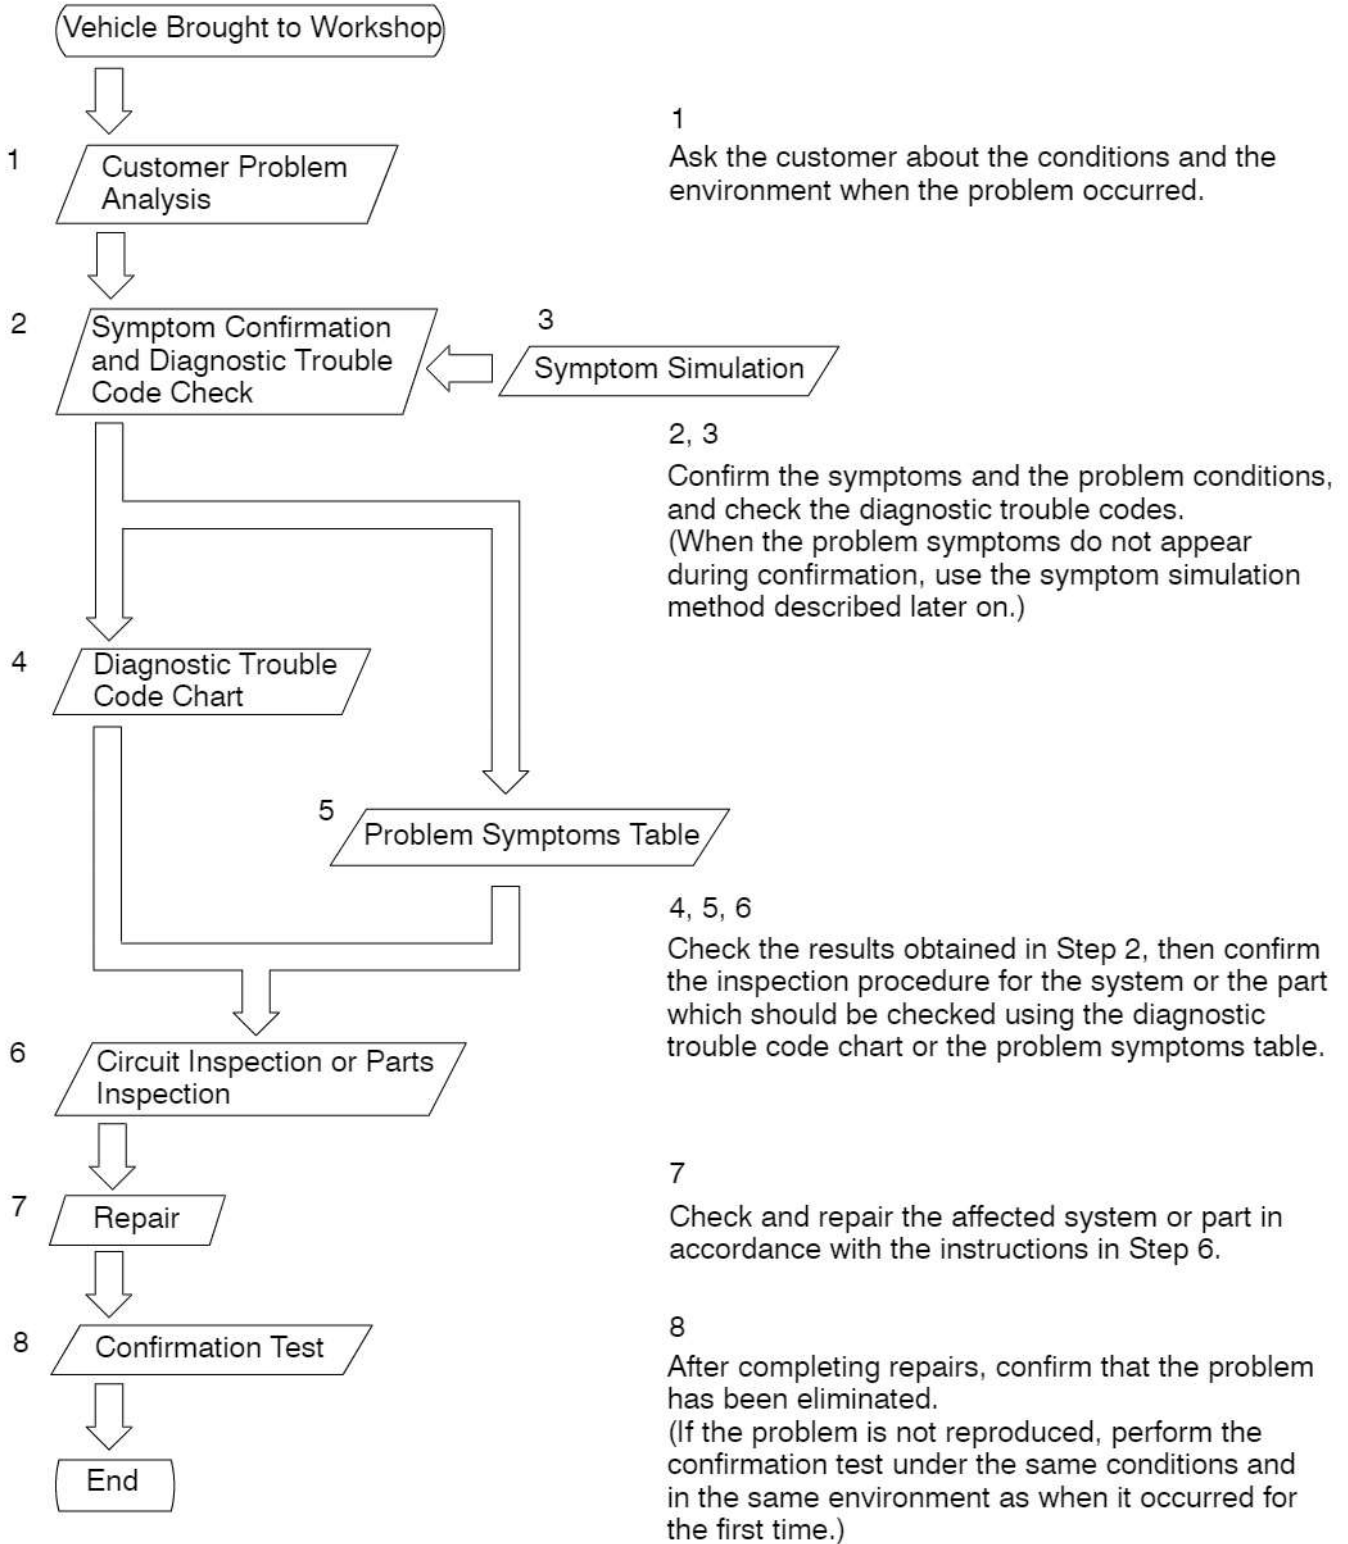 Vehicle Brought to Workshop
1
Customer Problem
Analysis
1
Ask the customer about the conditions and the
environment when the problem occurred.
2
Symptom Confirmation
and Diagnostic Trouble
Code Check
3
Symptom Simulation
2, 3
Confirm the symptoms and the problem conditions,
and check the diagnostic trouble codes.
(When the problem symptoms do not appear
during confirmation, use the symptom simulation
method described later on.)
4
Diagnostic Trouble
Code Chart
5
Problem Symptoms Table
4, 5, 6
Check the results obtained in Step 2, then confirm
the inspection procedure for the system or the part
which should be checked using the diagnostic
trouble code chart or the problem symptoms table.
6
Circuit Inspection or Parts
Inspection
7
Repair
7
Check and repair the affected system or part in
accordance with the instructions in Step 6.
8
Confirmation Test
8
After completing repairs, confirm that the problem
has been eliminated.
(If the problem is not reproduced, perform the
confirmation test under the same conditions and
in the same environment as when it occurred for
the first time.)
End